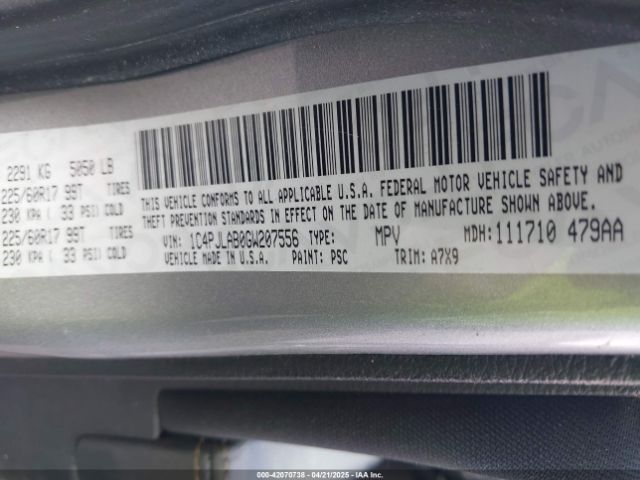 2291 KG 5050 LB
225/60R17 99T TIRES
230 KPA ( 33 PSI) COLD
225/60R17 99T TIRES
230 KPA ( 33 PSI) COLD
THIS VEHICLE CONFORMS TO ALL APPLICABLE U.S.A. FEDERAL MOTOR VEHICLE SAFETY AND
THEFT PREVENTION STANDARDS IN EFFECT ON THE DATE OF MANUFACTURE SHOWN ABOVE.
VIN: 1C4PJLAB0GW207556 TYPE: MPV MDH: 111710 479AA
VEHICLE MADE IN U.S.A. PAINT: PSC TRIM: A7X9
000-42070738 - 04/21/2025 - IAAI.COM